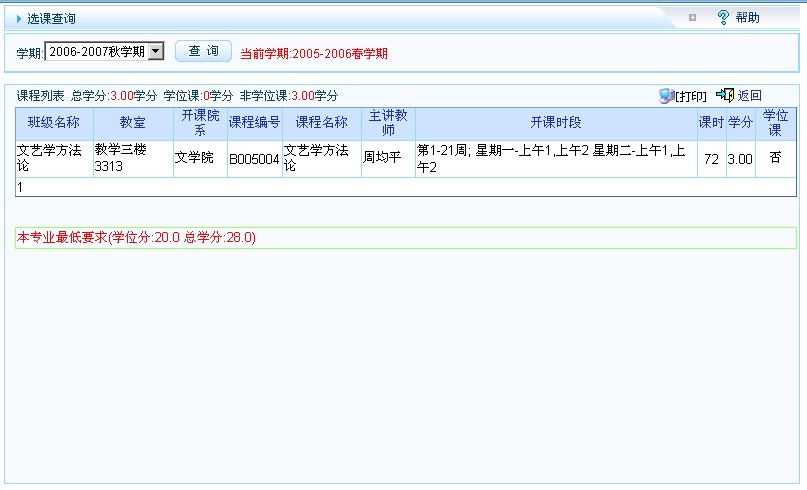 选课查询 帮助
学期: 2006-2007秋学期 查 询 当前学期:2005-2006春学期
课程列表 总学分:3.00学分 学位课:0学分 非学位课:3.00学分 [打印] 返回
班级名称 教室 开课院系 课程编号 课程名称 主讲教师 开课时段 课时 学分 学位课
文艺学方法论 教学三楼3313 文学院 B005004 文艺学方法论 周均平 第1-21周; 星期一-上午1,上午2 星期二-上午1,上午2 72 3.00 否
1
本专业最低要求(学位分:20.0 总学分:28.0)